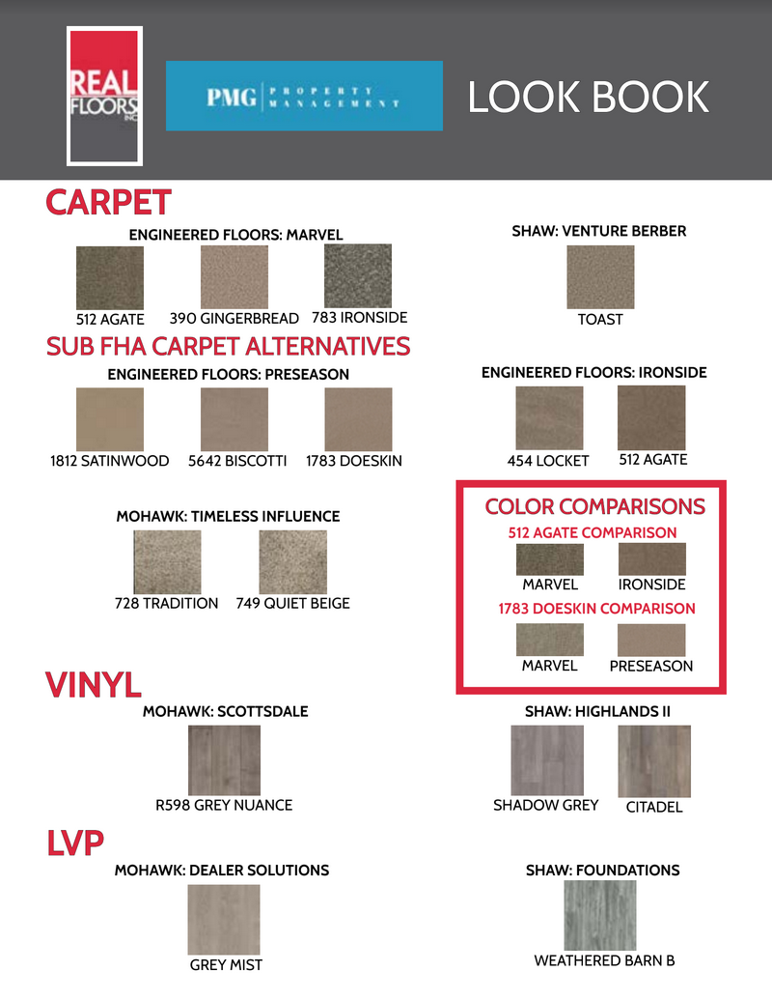 REAL
FLOORS
INC
PMG
PROPERTY
MANAGEMENT
LOOK BOOK
CARPET
ENGINEERED FLOORS: MARVEL
SHAW: VENTURE BERBER
512 AGATE
390 GINGERBREAD
783 IRONSIDE
TOAST
SUB FHA CARPET ALTERNATIVES
ENGINEERED FLOORS: PRESEASON
ENGINEERED FLOORS: IRONSIDE
1812 SATINWOOD
5642 BISCOTTI
1783 DOESKIN
454 LOCKET
512 AGATE
MOHAWK: TIMELESS INFLUENCE
728 TRADITION
749 QUIET BEIGE
COLOR COMPARISONS
512 AGATE COMPARISON
MARVEL
IRONSIDE
1783 DOESKIN COMPARISON
MARVEL
PRESEASON
VINYL
MOHAWK: SCOTTSDALE
SHAW: HIGHLANDS II
R598 GREY NUANCE
SHADOW GREY
CITADEL
LVP
MOHAWK: DEALER SOLUTIONS
SHAW: FOUNDATIONS
GREY MIST
WEATHERED BARN B